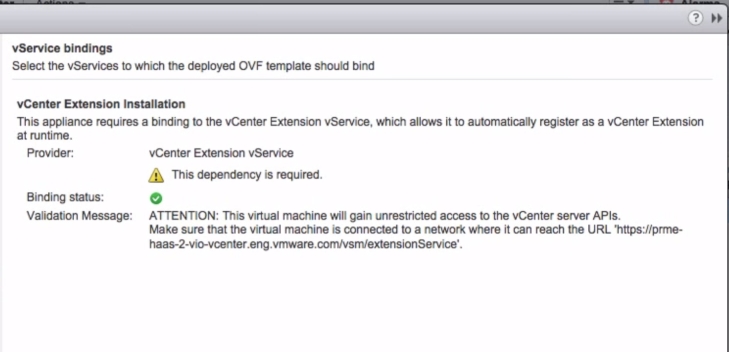 vService bindings
Select the vServices to which the deployed OVF template should bind
vCenter Extension Installation
This appliance requires a binding to the vCenter Extension vService, which allows it to automatically register as a vCenter Extension
at runtime.
Provider: vCenter Extension vService
This dependency is required.
Binding status:
Validation Message: ATTENTION: This virtual machine will gain unrestricted access to the vCenter server APIs.
Make sure that the virtual machine is connected to a network where it can reach the URL 'https://prme-
haas-2-vio-vcenter.eng.vmware.com/vsm/extensionService'.